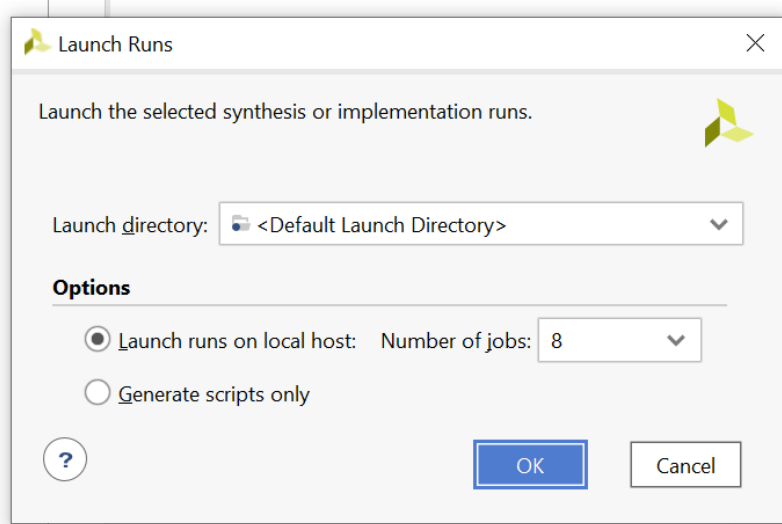 Launch Runs
Launch the selected synthesis or implementation runs.
Launch directory: <Default Launch Directory>
Options
Launch runs on local host: Number of jobs: 8
Generate scripts only
?
OK Cancel